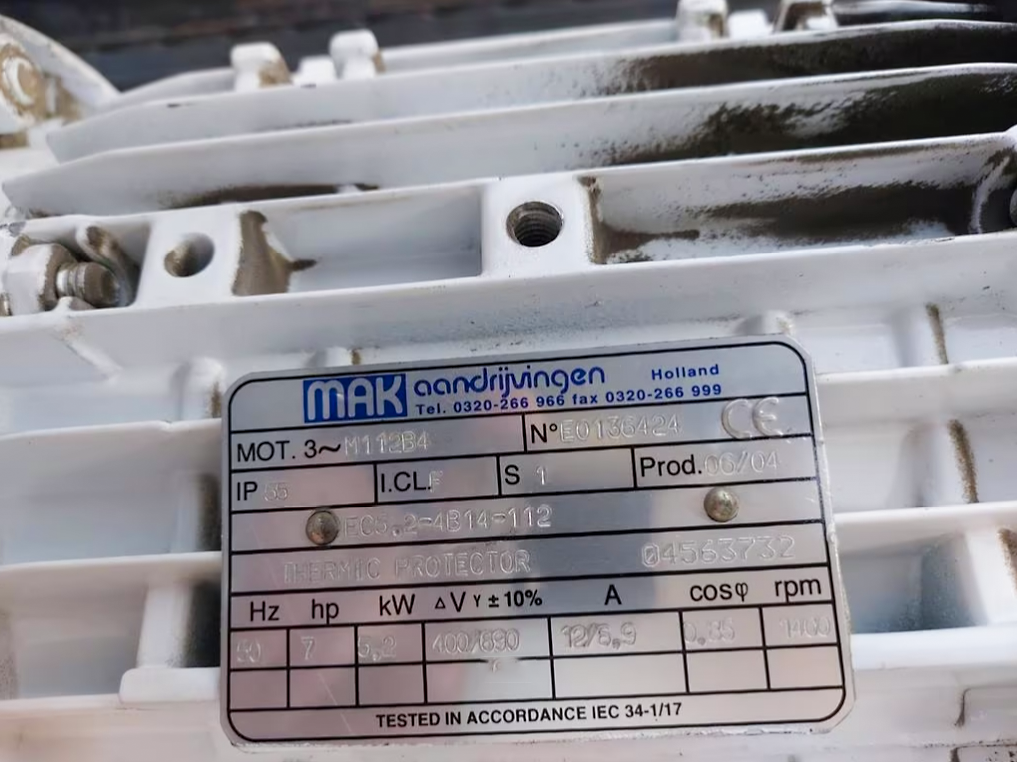 MAK aandrijvingen Holland
Tel. 0320-266 966 fax 0320-266 999
MOT. 3~ M112B4 N° E0136424 CE
IP 55 I.CL. F S 1 Prod. 06/04
EC5.2-4B14-112
THERMIC PROTECTOR 04563732
Hz hp kW △ V Y ± 10% A cosφ rpm
50 7 5,2 400/690 12/6,9 0,85 1400
TESTED IN ACCORDANCE IEC 34-1/17